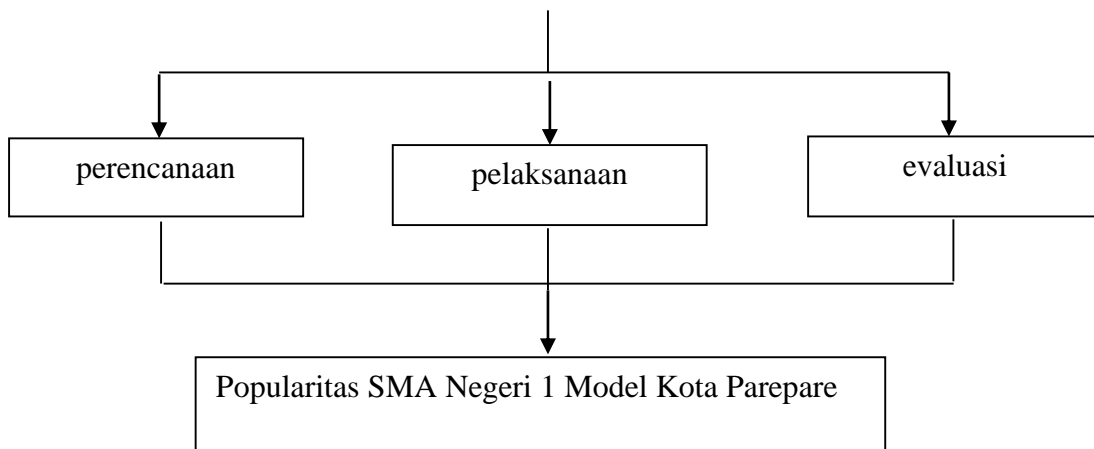 perencanaan
pelaksanaan
evaluasi
Popularitas SMA Negeri 1 Model Kota Parepare